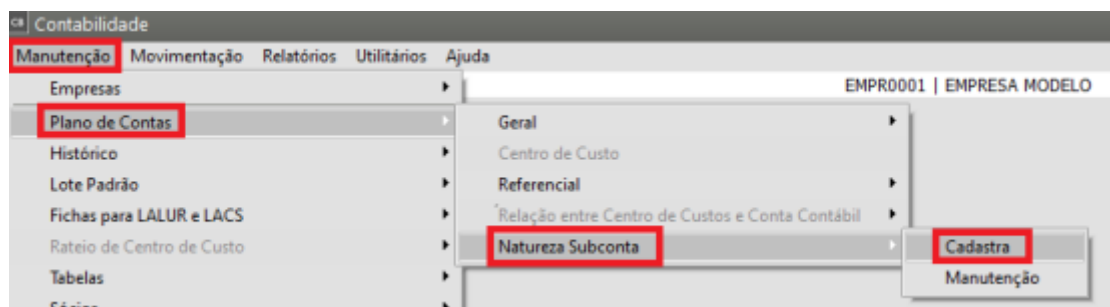 CB Contabilidade
Manutenção Movimentação Relatórios Utilitários Ajuda
EMPR0001 | EMPRESA MODELO
Empresas
Plano de Contas
Histórico
Lote Padrão
Fichas para LALUR e LACS
Rateio de Centro de Custo
Tabelas
Geral
Centro de Custo
Referencial
Relação entre Centro de Custos e Conta Contábil
Natureza Subconta
Cadastra
Manutenção